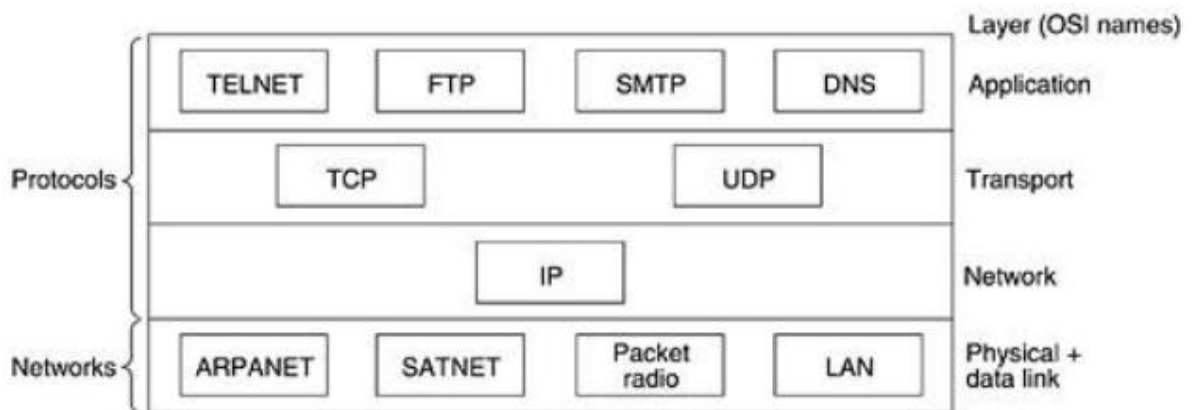 Layer (OSI names)
TELNET FTP SMTP DNS Application
Protocols TCP UDP Transport
IP Network
Networks ARPANET SATNET Packet radio LAN Physical + data link